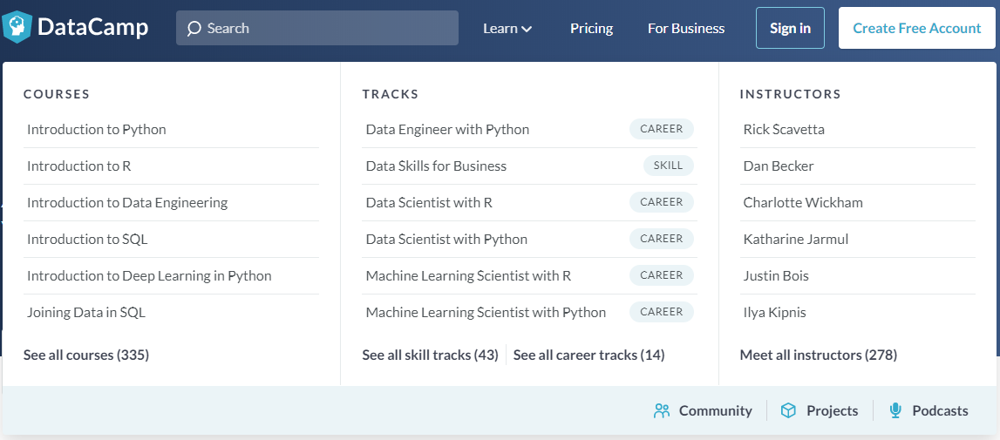 DataCamp
Search
Learn
Pricing
For Business
Sign in
Create Free Account
COURSES
Introduction to Python
Introduction to R
Introduction to Data Engineering
Introduction to SQL
Introduction to Deep Learning in Python
Joining Data in SQL
See all courses (335)
TRACKS
Data Engineer with Python CAREER
Data Skills for Business SKILL
Data Scientist with R CAREER
Data Scientist with Python CAREER
Machine Learning Scientist with R CAREER
Machine Learning Scientist with Python CAREER
See all skill tracks (43) See all career tracks (14)
INSTRUCTORS
Rick Scavetta
Dan Becker
Charlotte Wickham
Katharine Jarmul
Justin Bois
Ilya Kipnis
Meet all instructors (278)
Community
Projects
Podcasts